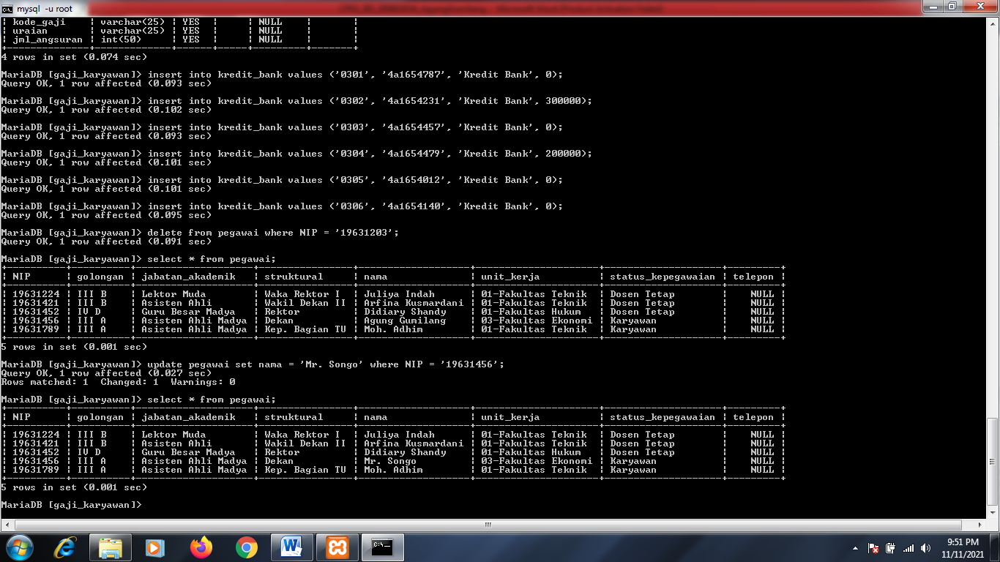 mysql -u root
| kode_gaji    | varchar(25) | YES  |     | NULL    |       |
| uraian       | varchar(25) | YES  |     | NULL    |       |
| jml_angsuran | int(50)     | YES  |     | NULL    |       |
+--------------+-------------+------+-----+---------+-------+
4 rows in set (0.074 sec)
MariaDB [gaji_karyawan]> insert into kredit_bank values ('0301', '4a1654787', 'Kredit Bank', 0);
Query OK, 1 row affected (0.093 sec)
MariaDB [gaji_karyawan]> insert into kredit_bank values ('0302', '4a1654231', 'Kredit Bank', 300000);
Query OK, 1 row affected (0.102 sec)
MariaDB [gaji_karyawan]> insert into kredit_bank values ('0303', '4a1654457', 'Kredit Bank', 0);
Query OK, 1 row affected (0.093 sec)
MariaDB [gaji_karyawan]> insert into kredit_bank values ('0304', '4a1654479', 'Kredit Bank', 200000);
Query OK, 1 row affected (0.101 sec)
MariaDB [gaji_karyawan]> insert into kredit_bank values ('0305', '4a1654012', 'Kredit Bank', 0);
Query OK, 1 row affected (0.101 sec)
MariaDB [gaji_karyawan]> insert into kredit_bank values ('0306', '4a1654140', 'Kredit Bank', 0);
Query OK, 1 row affected (0.095 sec)
MariaDB [gaji_karyawan]> delete from pegawai where NIP = '19631203';
Query OK, 1 row affected (0.091 sec)
MariaDB [gaji_karyawan]> select * from pegawai;
+----------+----------+--------------------+----------------+-------------------+---------------------+--------------------+---------+
| NIP      | golongan | jabatan_akademik   | struktural     | nama              | unit_kerja          | status_kepegawaian | telepon |
+----------+----------+--------------------+----------------+-------------------+---------------------+--------------------+---------+
| 19631224 | III B    | Lektor Muda        | Waka Rektor I  | Juliya Indah      | 01-Fakultas Teknik  | Dosen Tetap        |    NULL |
| 19631421 | III B    | Asisten Ahli       | Wakil Dekan II | Arfina Kusmardani | 01-Fakultas Teknik  | Dosen Tetap        |    NULL |
| 19631452 | IV D     | Guru Besar Madya   | Rektor         | Didiary Shandy    | 01-Fakultas Hukum   | Dosen Tetap        |    NULL |
| 19631456 | III A    | Asisten Ahli Madya | Dekan          | Agung Gumilang    | 03-Fakultas Ekonomi | Karyawan           |    NULL |
| 19631789 | III A    | Asisten Ahli Madya | Kep. Bagian TU | Moh. Adhim        | 01-Fakultas Teknik  | Karyawan           |    NULL |
+----------+----------+--------------------+----------------+-------------------+---------------------+--------------------+---------+
5 rows in set (0.001 sec)
MariaDB [gaji_karyawan]> update pegawai set nama = 'Mr. Songo' where NIP = '19631456';
Query OK, 1 row affected (0.027 sec)
Rows matched: 1  Changed: 1  Warnings: 0
MariaDB [gaji_karyawan]> select * from pegawai;
+----------+----------+--------------------+----------------+-------------------+---------------------+--------------------+---------+
| NIP      | golongan | jabatan_akademik   | struktural     | nama              | unit_kerja          | status_kepegawaian | telepon |
+----------+----------+--------------------+----------------+-------------------+---------------------+--------------------+---------+
| 19631224 | III B    | Lektor Muda        | Waka Rektor I  | Juliya Indah      | 01-Fakultas Teknik  | Dosen Tetap        |    NULL |
| 19631421 | III B    | Asisten Ahli       | Wakil Dekan II | Arfina Kusmardani | 01-Fakultas Teknik  | Dosen Tetap        |    NULL |
| 19631452 | IV D     | Guru Besar Madya   | Rektor         | Didiary Shandy    | 01-Fakultas Hukum   | Dosen Tetap        |    NULL |
| 19631456 | III A    | Asisten Ahli Madya | Dekan          | Mr. Songo         | 03-Fakultas Ekonomi | Karyawan           |    NULL |
| 19631789 | III A    | Asisten Ahli Madya | Kep. Bagian TU | Moh. Adhim        | 01-Fakultas Teknik  | Karyawan           |    NULL |
+----------+----------+--------------------+----------------+-------------------+---------------------+--------------------+---------+
5 rows in set (0.001 sec)
MariaDB [gaji_karyawan]>
9:51 PM
11/11/2021